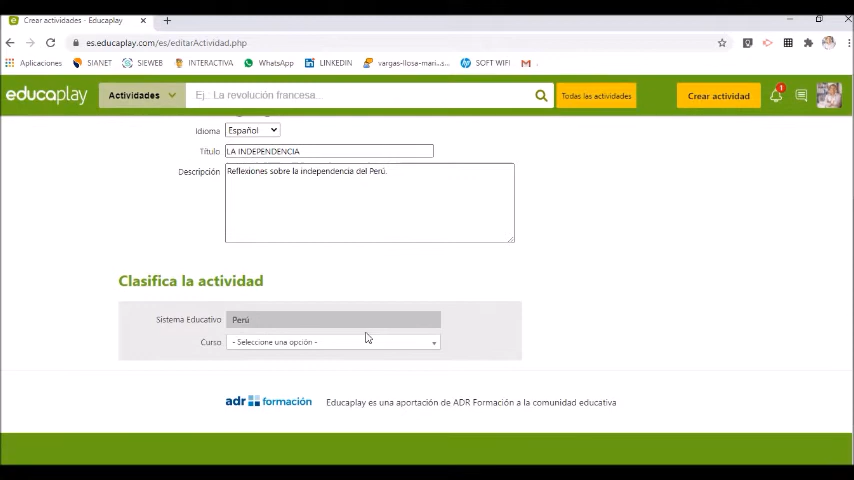 Crear actividades - Educaplay
es.educaplay.com/es/editarActividad.php
Aplicaciones SIANET SIEWEB INTERACTIVA WhatsApp LINKEDIN vargas-llosa-mari... SOFT WIFI
educaplay Actividades Ej.. La revolución francesa... Todas las actividades Crear actividad 1
Idioma Español
Título LA INDEPENDENCIA
Descripción Reflexiones sobre la independencia del Perú.
Clasifica la actividad
Sistema Educativo Perú
Curso - Seleccione una opción -
adr formación Educaplay es una aportación de ADR Formación a la comunidad educativa